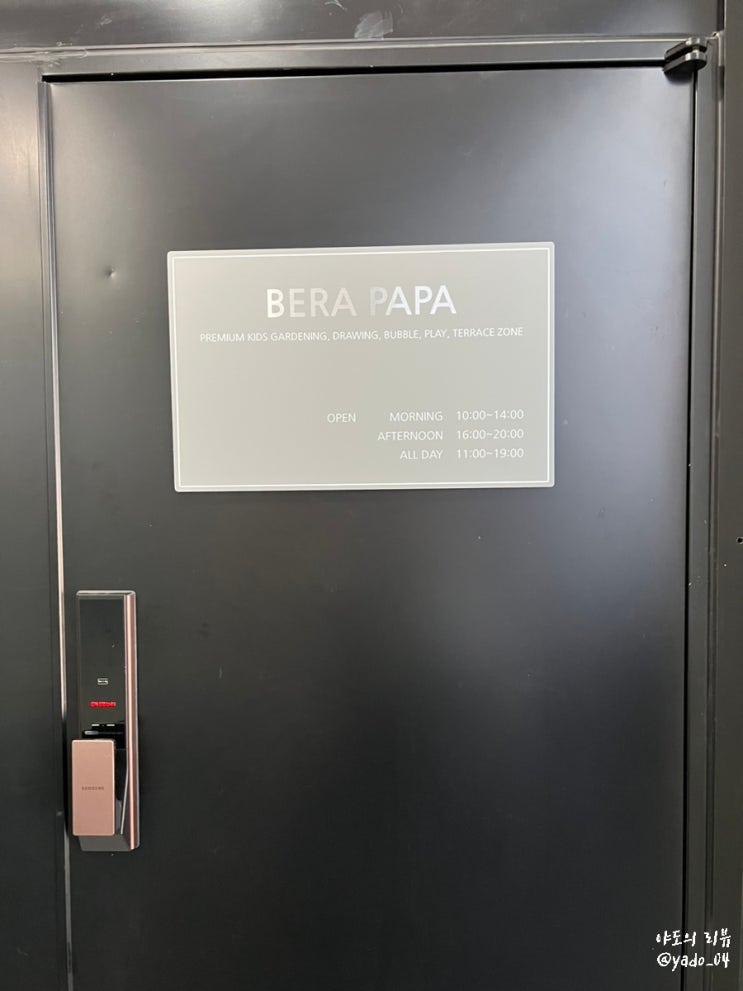 BERA PAPA
PREMIUM KIDS GARDENING, DRAWING, BUBBLE, PLAY, TERRACE ZONE
OPEN MORNING 10:00~14:00
AFTERNOON 16:00~20:00
ALL DAY 11:00~19:00
SAMSUNG
야도의 리뷰
@yado_04